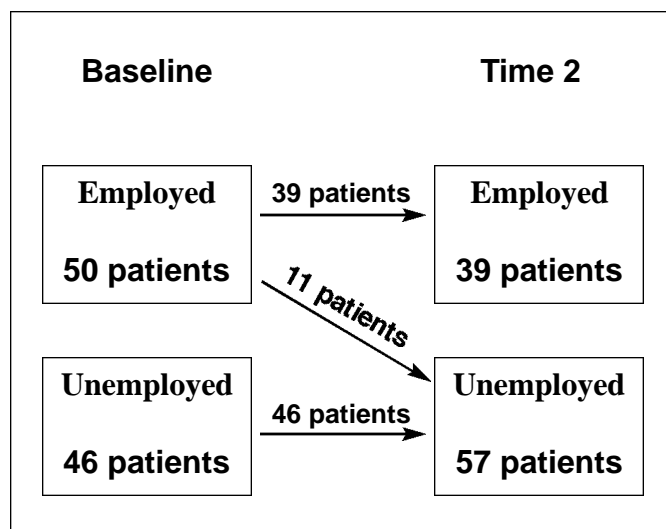 Baseline
Time 2
Employed
50 patients
39 patients
Employed
39 patients
11 patients
Unemployed
46 patients
46 patients
Unemployed
57 patients